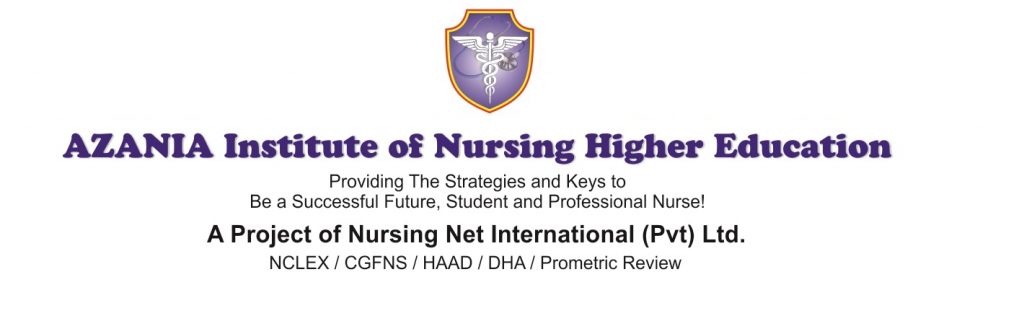 AZANIA Institute of Nursing Higher Education
Providing The Strategies and Keys to
Be a Successful Future, Student and Professional Nurse!
A Project of Nursing Net International (Pvt) Ltd.
NCLEX / CGFNS / HAAD / DHA / Prometric Review